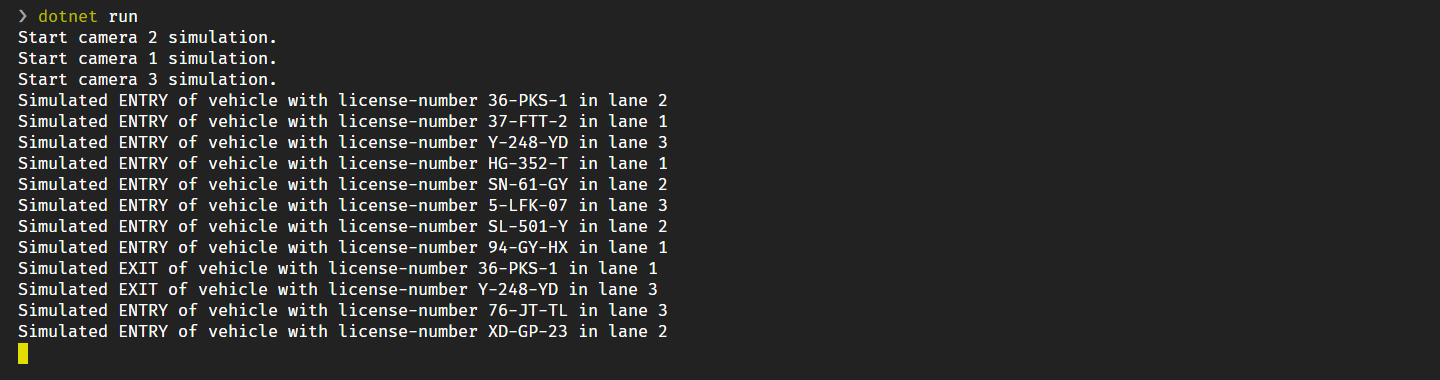 ❯ dotnet run
Start camera 2 simulation.
Start camera 1 simulation.
Start camera 3 simulation.
Simulated ENTRY of vehicle with license-number 36-PKS-1 in lane 2
Simulated ENTRY of vehicle with license-number 37-FTT-2 in lane 1
Simulated ENTRY of vehicle with license-number Y-248-YD in lane 3
Simulated ENTRY of vehicle with license-number HG-352-T in lane 1
Simulated ENTRY of vehicle with license-number SN-61-GY in lane 2
Simulated ENTRY of vehicle with license-number 5-LFK-07 in lane 3
Simulated ENTRY of vehicle with license-number SL-501-Y in lane 2
Simulated ENTRY of vehicle with license-number 94-GY-HX in lane 1
Simulated EXIT of vehicle with license-number 36-PKS-1 in lane 1
Simulated EXIT of vehicle with license-number Y-248-YD in lane 3
Simulated ENTRY of vehicle with license-number 76-JT-TL in lane 3
Simulated ENTRY of vehicle with license-number XD-GP-23 in lane 2